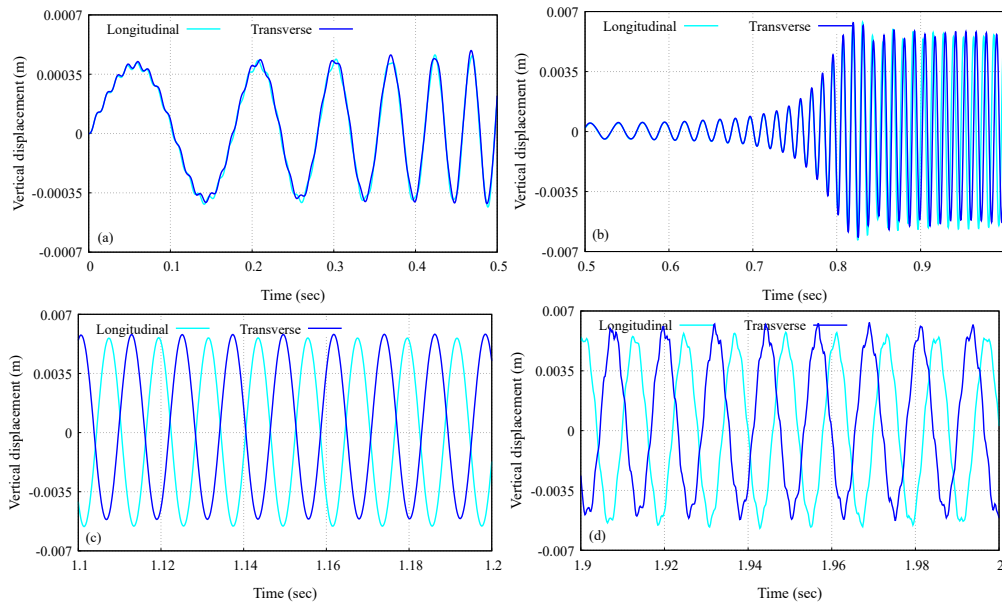 0.0007
0.00035
0
-0.00035
-0.0007
Vertical displacement (m)
Longitudinal
Transverse
(a)
0
0.1
0.2
0.3
0.4
0.5
Time (sec)
0.007
0.0035
0
-0.0035
-0.007
Vertical displacement (m)
Longitudinal
Transverse
(b)
0.5
0.6
0.7
0.8
0.9
Time (sec)
0.007
0.0035
0
-0.0035
-0.007
Vertical displacement (m)
Longitudinal
Transverse
(c)
1.1
1.12
1.14
1.16
1.18
1.2
Time (sec)
0.007
0.0035
0
-0.0035
-0.007
Vertical displacement (m)
Longitudinal
Transverse
(d)
1.9
1.92
1.94
1.96
1.98
2
Time (sec)